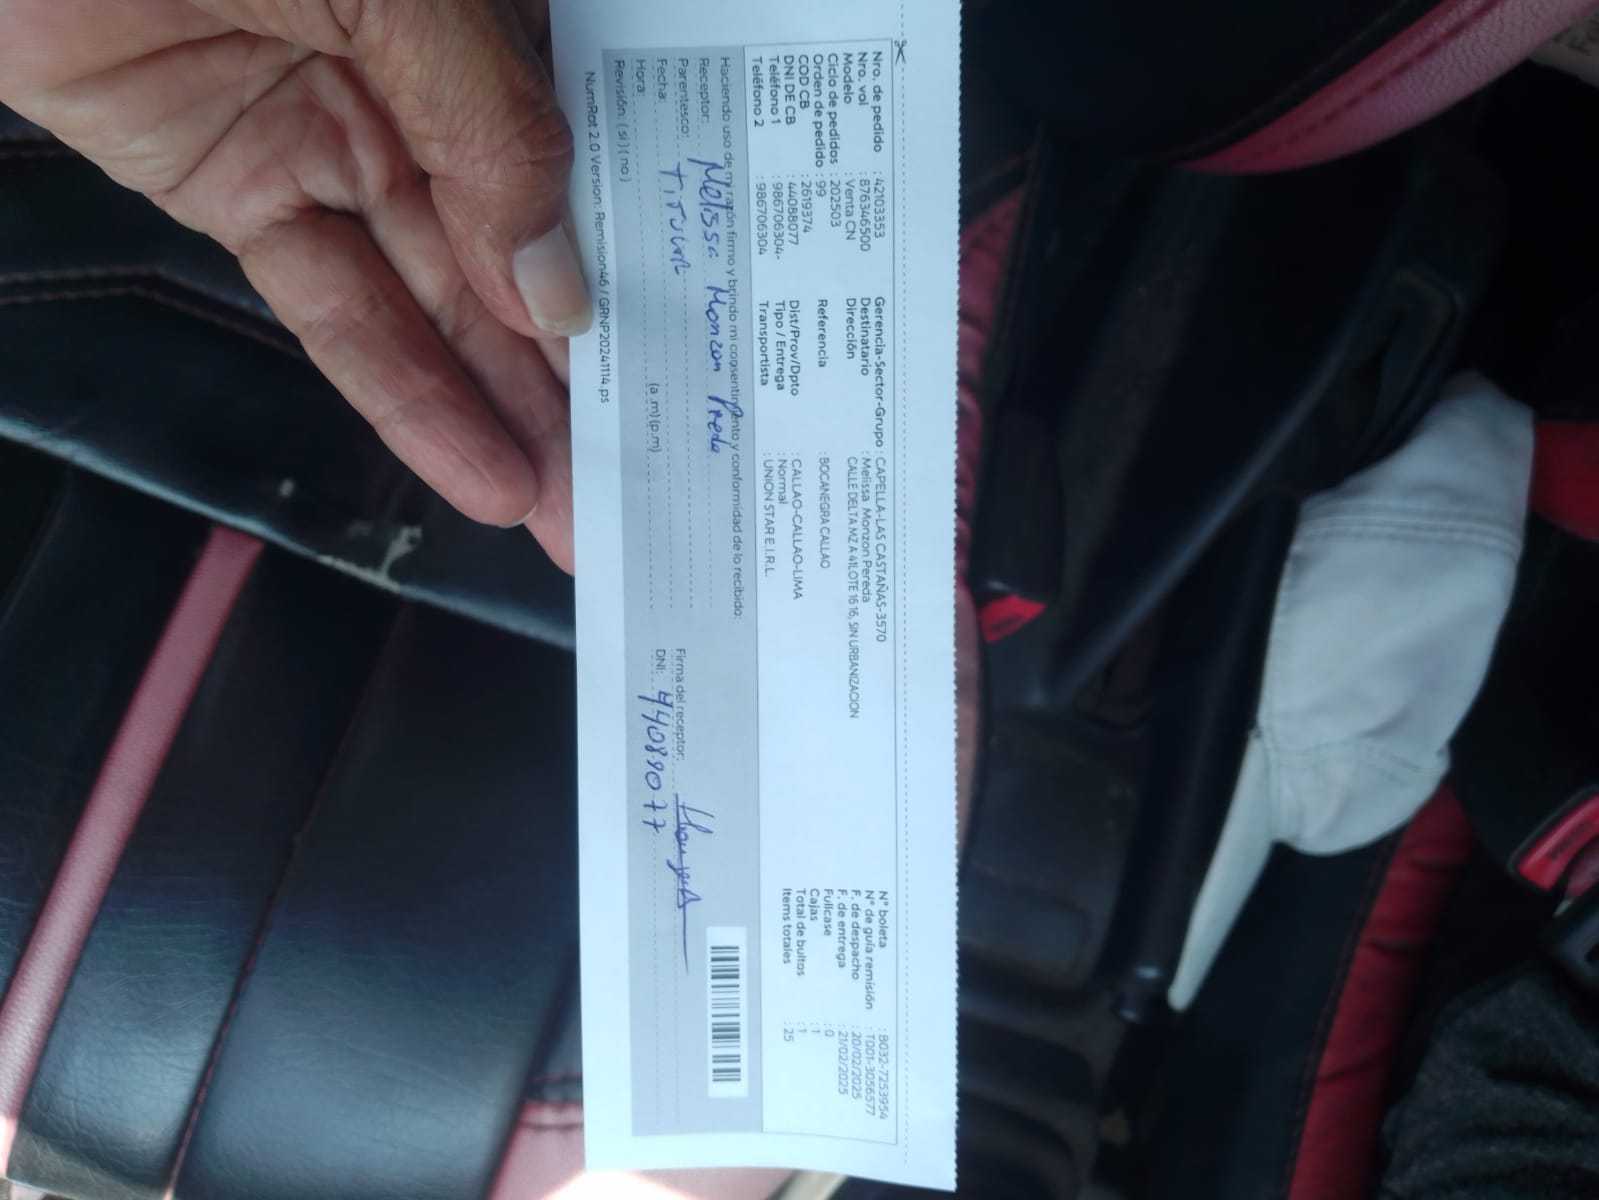 Nro. de pedido : 42103353
Nro. vol : 876346500
Modelo : Venta CN
Ciclo de pedidos : 202503
Orden de pedido : 99
COD CB : 2619374
DNI DE CB : 44088077
Teléfono 1 : 986706304-
Teléfono 2 : 986706304
Gerencia-Sector-Grupo : CAPELLA-LAS CASTAÑAS-3570
Destinatario : Melissa Monzon Pereda
Dirección CALLE DELTA MZ A 41LOTE 16 16, SIN URBANIZACION
Referencia : BOCANEGRA CALLAO
Dist/Prov/Dpto : CALLAO-CALLAO-LIMA
Tipo / Entrega : Normal
Transportista : UNION STAR E.I.R.L.
N° boleta : B032-7253954
N° de guía remisión : T001-3056577
F. de despacho : 20/02/2025
F. de entrega : 21/02/2025
Fullcase : 0
Cajas : 1
Total de bultos : 1
Items totales : 25
Haciendo uso de mi razón firmo y brindo mi consentimiento y conformidad de lo recibido:
Receptor: Melissa Monzon Preda
Parentesco: TITULAR
Fecha:
Hora: (a.m)(p.m)
Revisión: ( si ) ( no )
Firma del receptor:
DNI: 44089077
NumRot 2.0 Version: Remision46 / GRNP20241114.ps